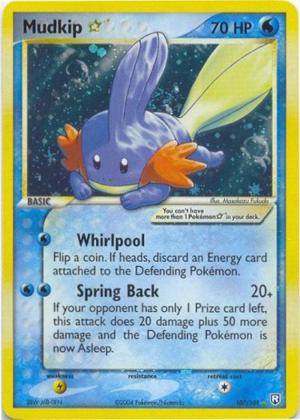 Mudkip ☆ 70 HP
BASIC
Illus. Masakazu Fukuda
You can't have
more than 1 Pokémon ☆ in your deck.
Whirlpool
Flip a coin. If heads, discard an Energy card
attached to the Defending Pokémon.
Spring Back 20+
If your opponent has only 1 Prize card left,
this attack does 20 damage plus 50 more
damage and the Defending Pokémon is
now Asleep.
weakness resistance retreat cost
©2004 Pokémon/Nintendo
107/109 R